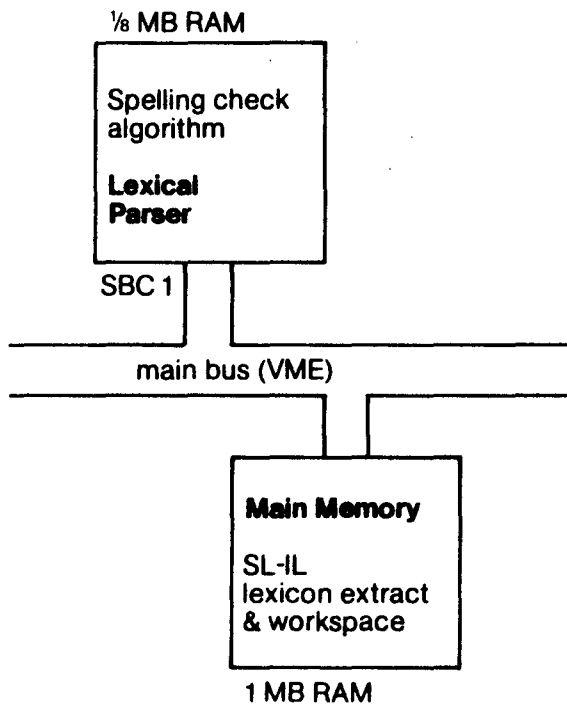 ⅛ MB RAM
Spelling check
algorithm
Lexical
Parser
SBC 1
main bus (VME)
Main Memory
SL-IL
lexicon extract
& workspace
1 MB RAM